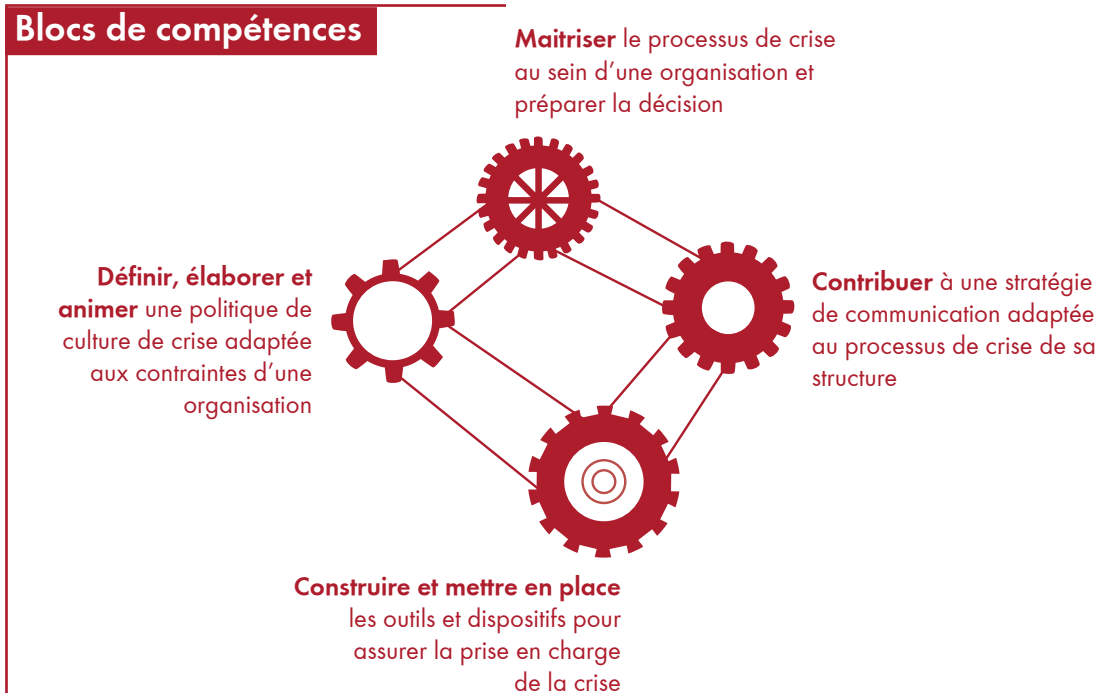 Blocs de compétences
Maitriser le processus de crise
au sein d'une organisation et
préparer la décision
Définir, élaborer et
animer une politique de
culture de crise adaptée
aux contraintes d'une
organisation
Contribuer à une stratégie
de communication adaptée
au processus de crise de sa
structure
Construire et mettre en place
les outils et dispositifs pour
assurer la prise en charge
de la crise